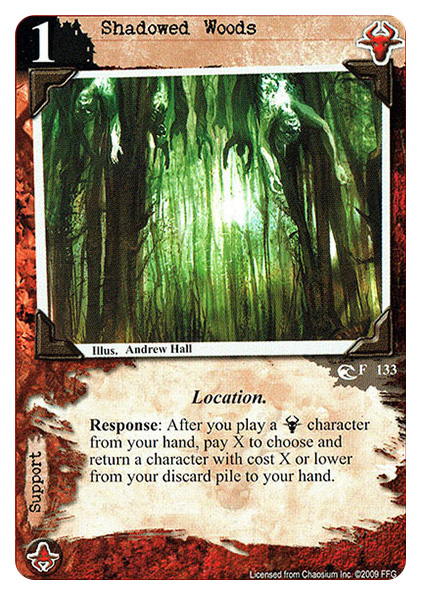 1
Shadowed Woods
Illus. Andrew Hall
F 133
Location.
Response: After you play a character
from your hand, pay X to choose and
return a character with cost X or lower
from your discard pile to your hand.
Support
Licensed from Chaosium Inc. ©2009 FFG